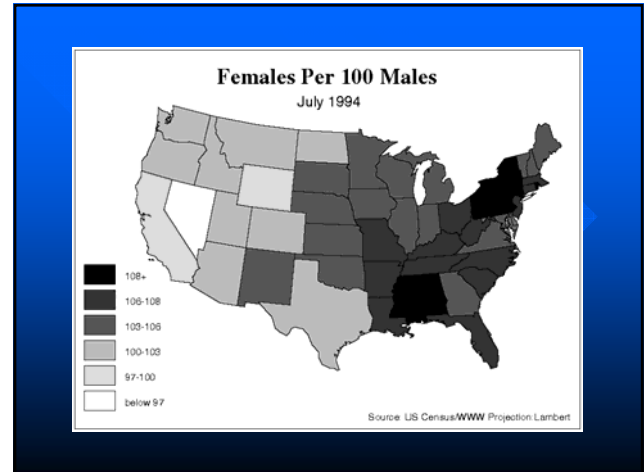 Females Per 100 Males
July 1994
108+
106-108
103-106
100-103
97-100
below 97
Source: US Census/WWW Projection:Lambert